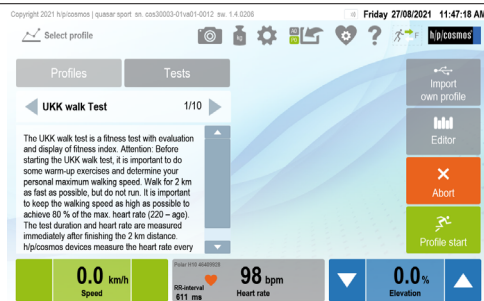 Copyright 2021 h/p/cosmos | quasar sport sn. cos30003-01va01-0012 sw. 1.4.0206 Friday 27/08/2021 11:47:18 AM
Select profile kg F h/p/cosmos
Profiles Tests
UKK walk Test 1/10
The UKK walk test is a fitness test with evaluation
and display of fitness index. Attention: Before
starting the UKK walk test, it is important to do
some warm-up exercises and determine your
personal maximum walking speed. Walk for 2 km
as fast as possible, but do not run. It is important
to keep the walking speed as high as possible to
achieve 80 % of the max. heart rate (220 – age).
The test duration and heart rate are measured
immediately after finishing the 2 km distance.
h/p/cosmos devices measure the heart rate every
Import
own profile
Editor
Abort
Profile start
0.0 km/h
Speed
Polar H10
RR-interval
611 ms
98 bpm
Heart rate
0.0 %
Elevation